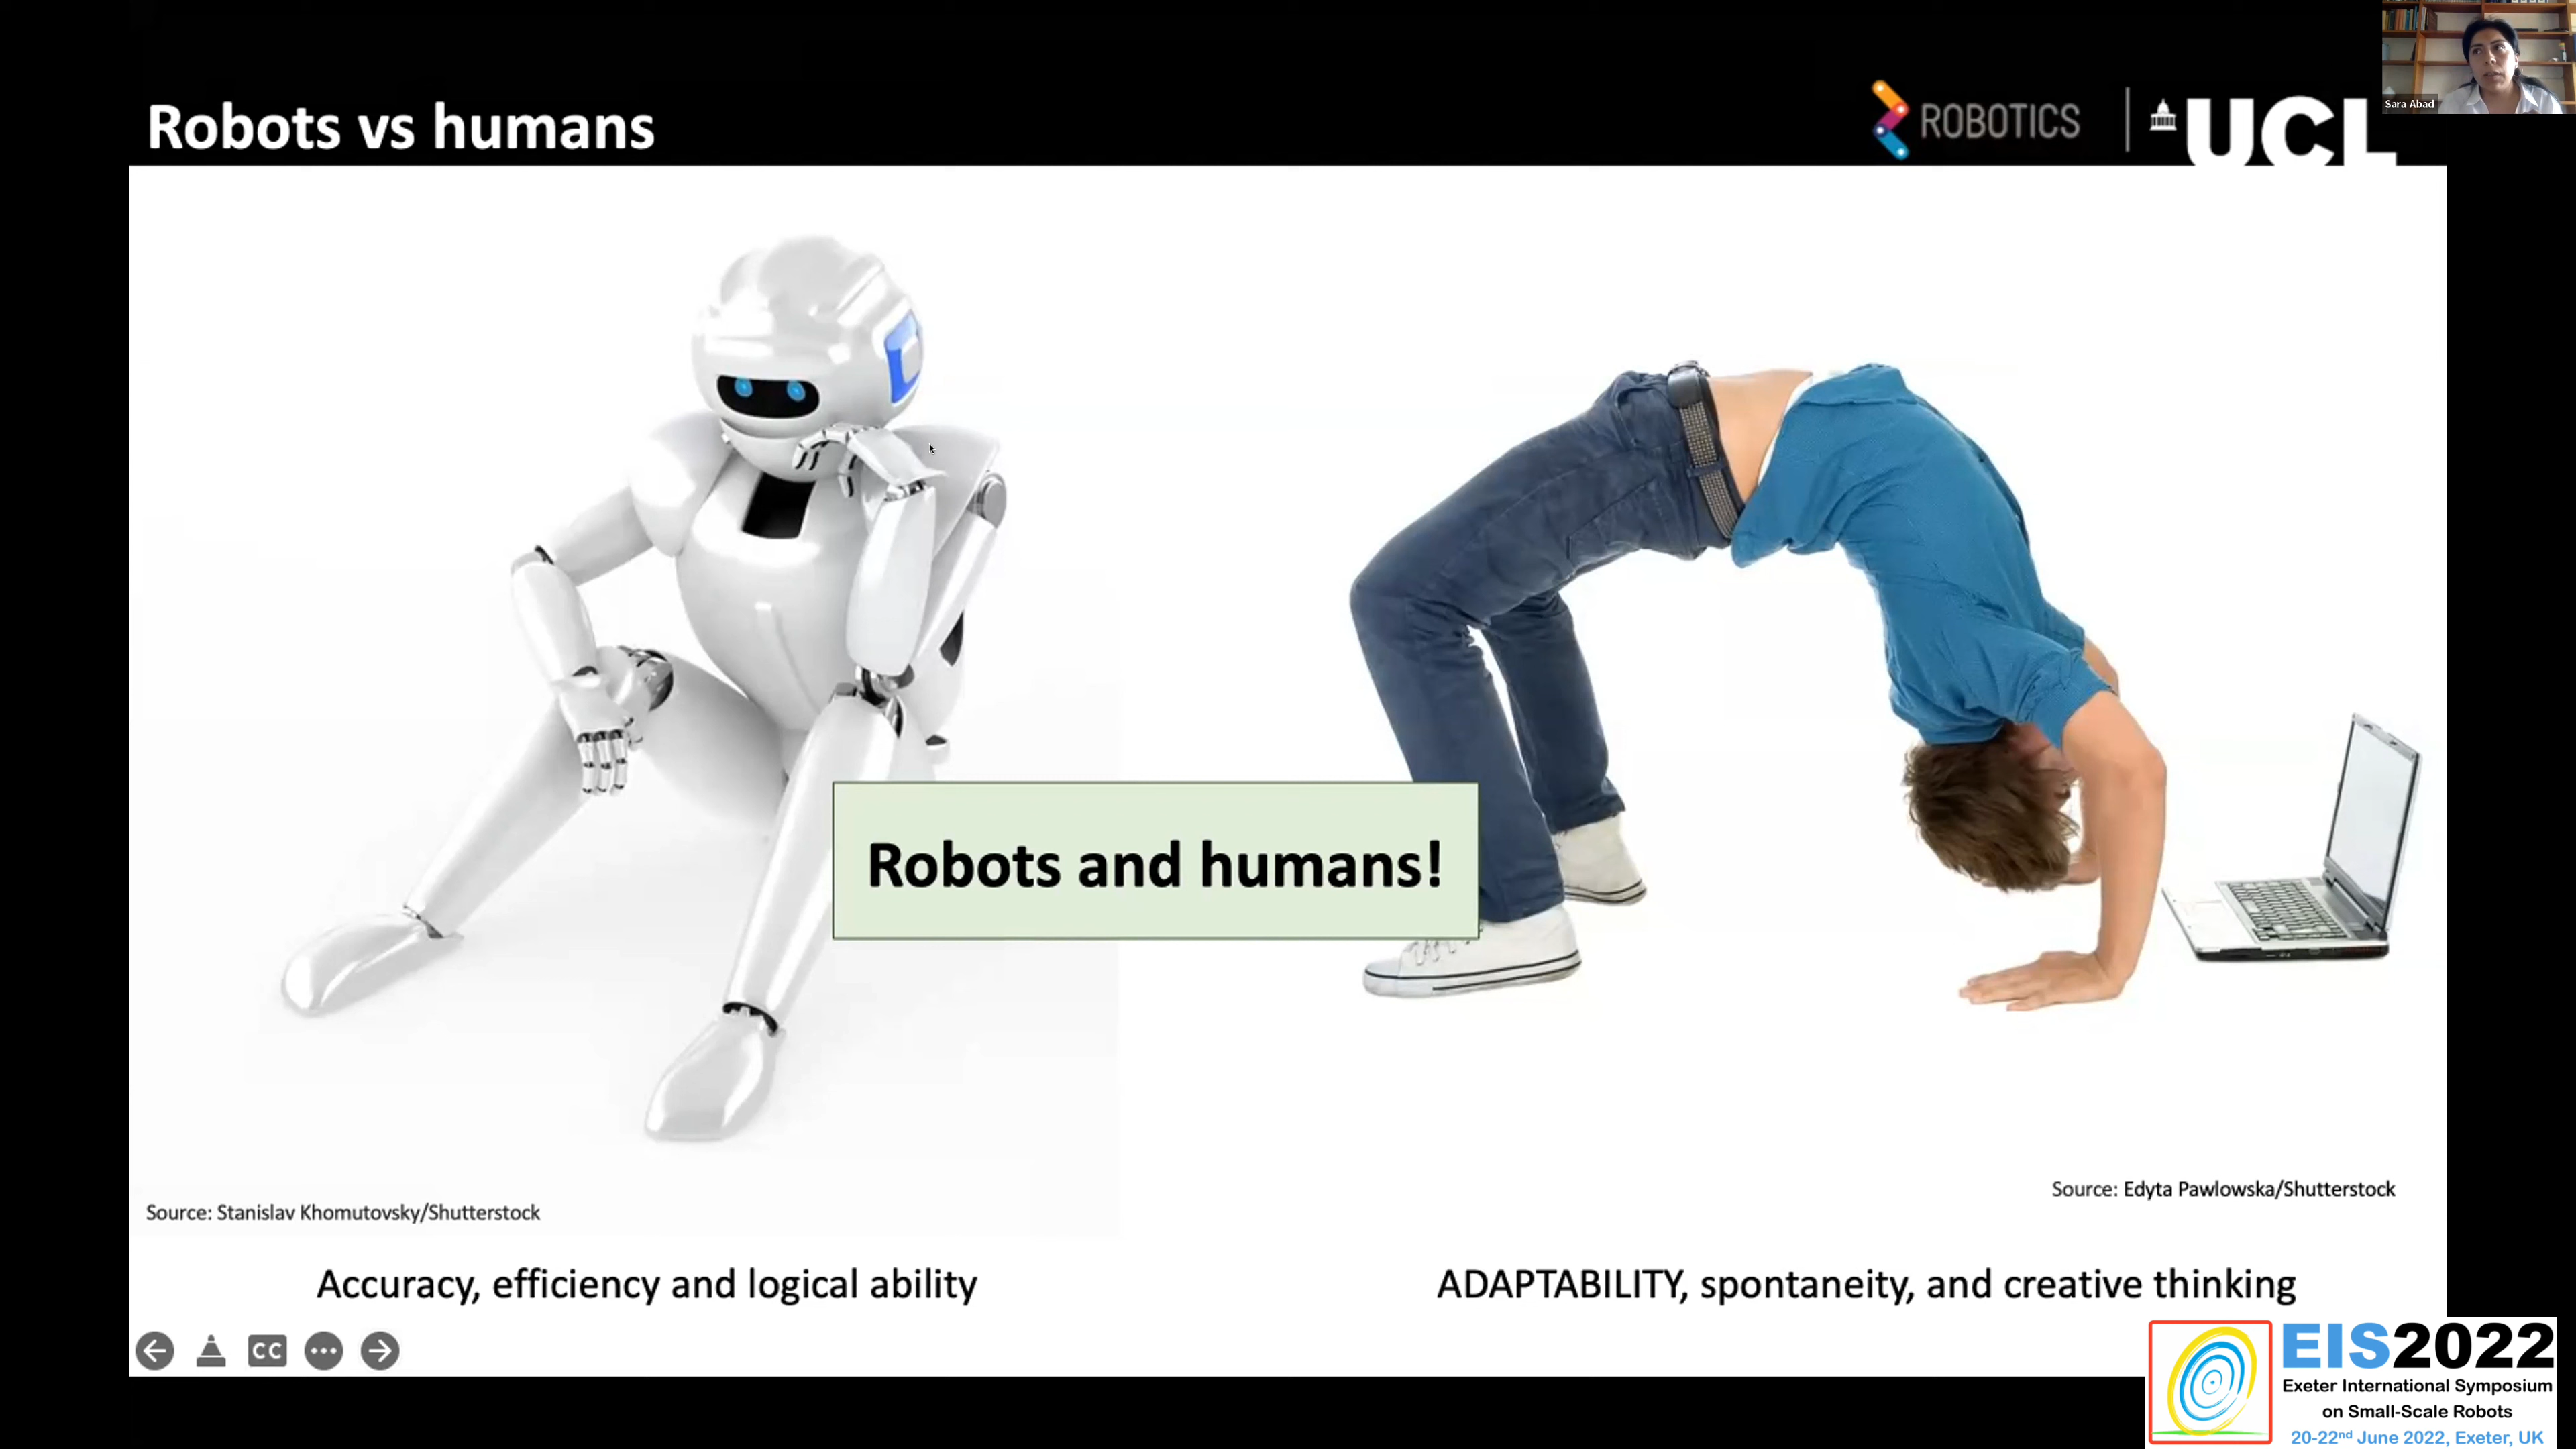 Robots vs humans
ROBOTICS
UCL
Sara Abad
Robots and humans!
Source: Stanislav Khomutovsky/Shutterstock
Source: Edyta Pawlowska/Shutterstock
Accuracy, efficiency and logical ability
ADAPTABILITY, spontaneity, and creative thinking
CC
EIS2022
Exeter International Symposium
on Small-Scale Robots
20-22nd June 2022, Exeter, UK